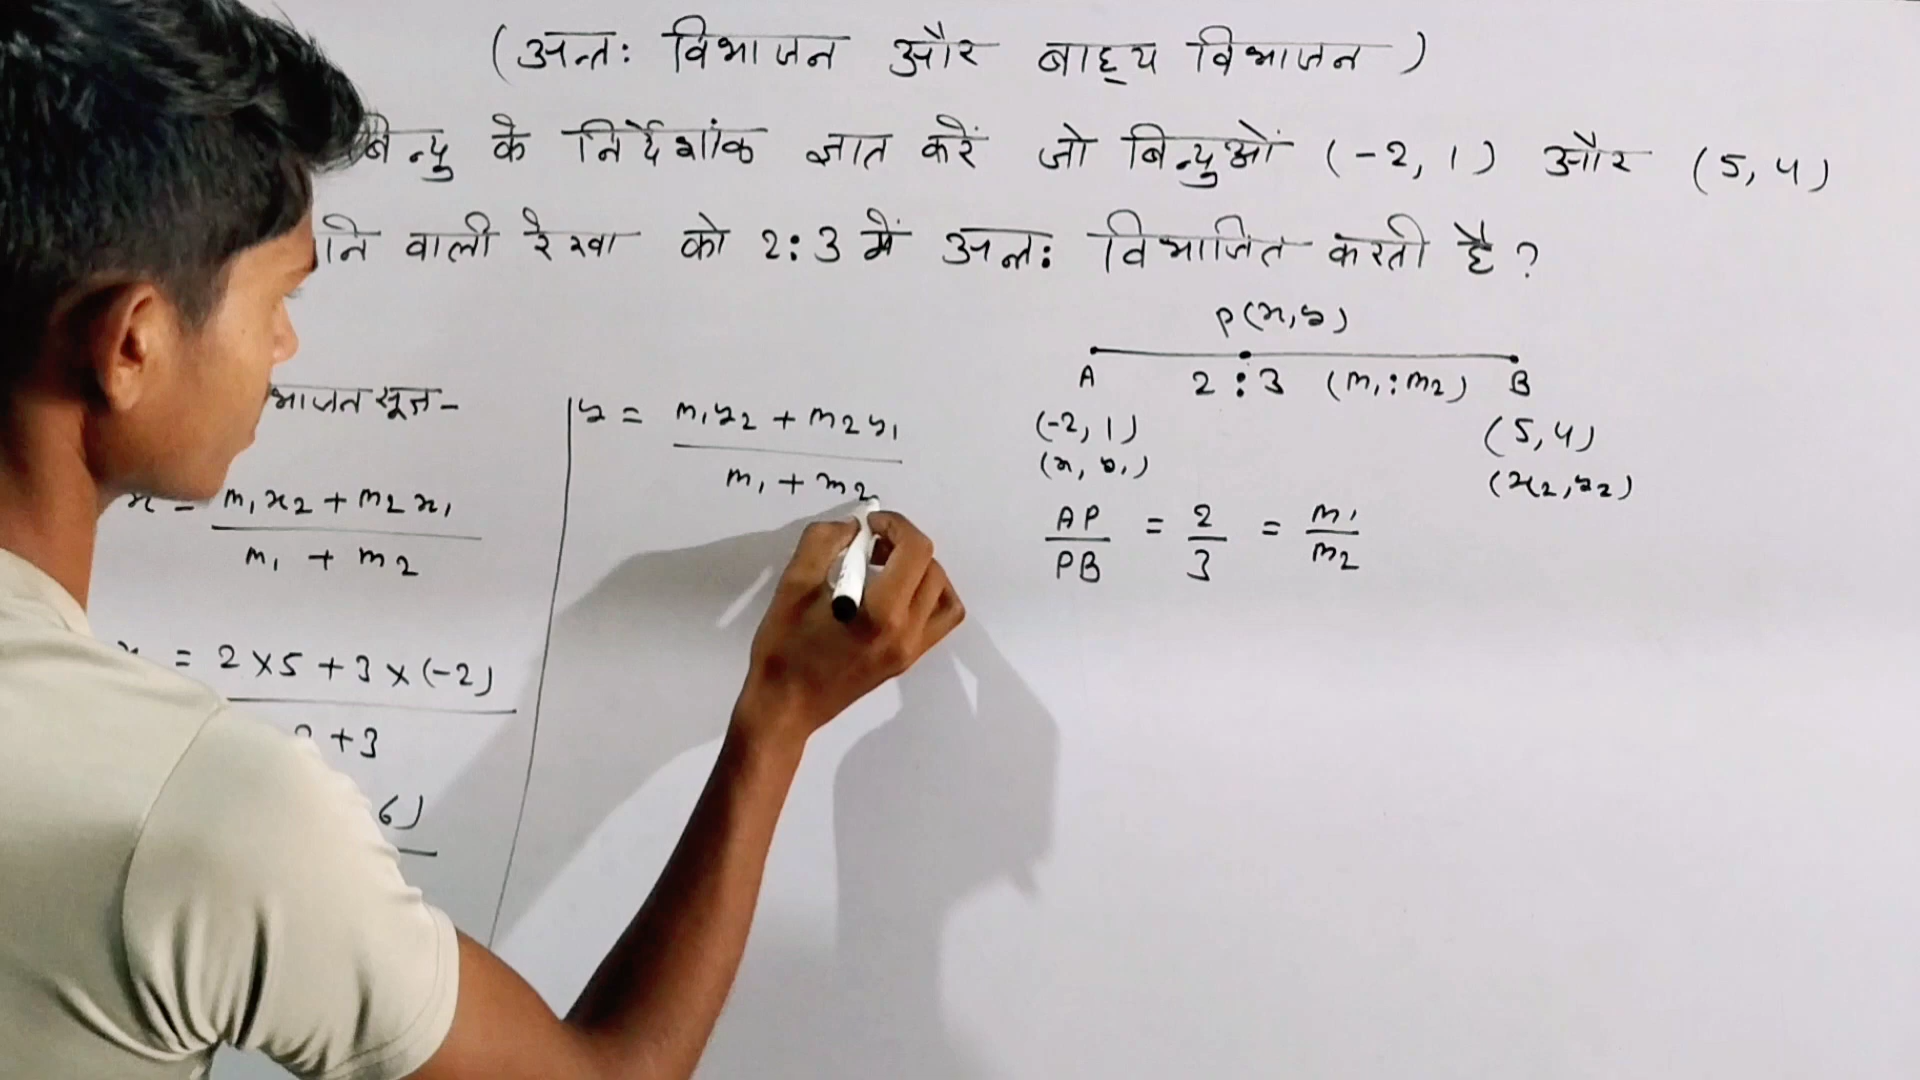 (अन्तः विभाजन और बाह्य विभाजन)
के निर्देशांक ज्ञात करें जो बिन्दुओं (-2, 1) और (5, 4)
वाली रेखा को 2:3 में अन्तः विभाजित करती है ?
P(x,y)
A 2 : 3 (m₁:m₂) B
(-2, 1) (5,4)
(x, y₁) (x₂,y₂)
AP/PB = 2/3 = m₁/m₂
सूत्र -
x = m₁x₂ + m₂x₁
m₁ + m₂
= 2×5 + 3×(-2)
+3
6)
y = m₁y₂ + m₂y₁
m₁ + m₂